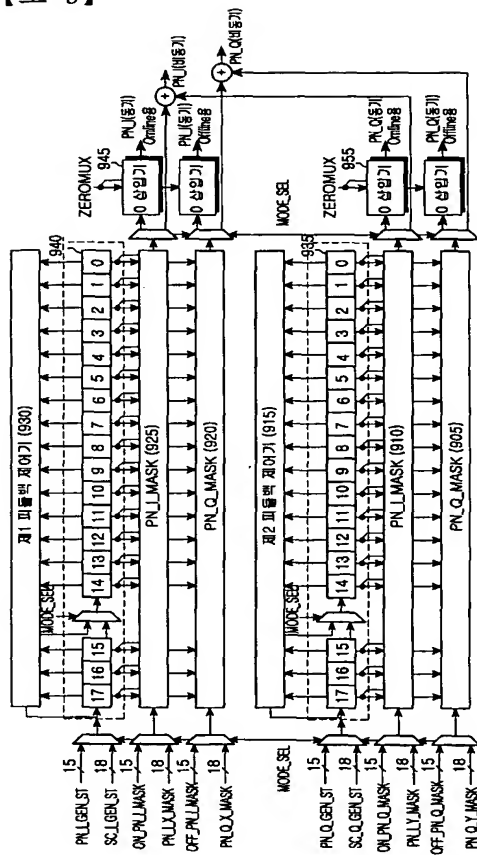 제1 피드백 제어기 (930)
940
MODE_SEL
17 16 15 14 13 12 11 10 9 8 7 6 5 4 3 2 1 0
PN_I_MASK (925)
PN_Q_MASK (920)
15 PN_I_GEN_ST
18 SC_I_GEN_ST
15 ON_PN_I_MASK
18 PN_I_X_MASK
15 OFF_PN_I_MASK
18 PN_Q_X_MASK
ZEROMUX 945
0 삽입기
PN_I(동기) Online용
0 삽입기
PN_I(동기) Offline용
PN_I(비동기)
PN_Q(비동기)
MODE_SEL
MODE_SEL
제2 피드백 제어기 (915)
935
MODE_SEL
17 16 15 14 13 12 11 10 9 8 7 6 5 4 3 2 1 0
PN_I_MASK (910)
PN_Q_MASK (905)
15 PN_Q_GEN_ST
18 SC_Q_GEN_ST
15 ON_PN_Q_MASK
18 PN_I_Y_MASK
15 OFF_PN_Q_MASK
18 PN_Q_Y_MASK
ZEROMUX 955
0 삽입기
PN_Q(동기) Online용
0 삽입기
PN_Q(동기) Offline용